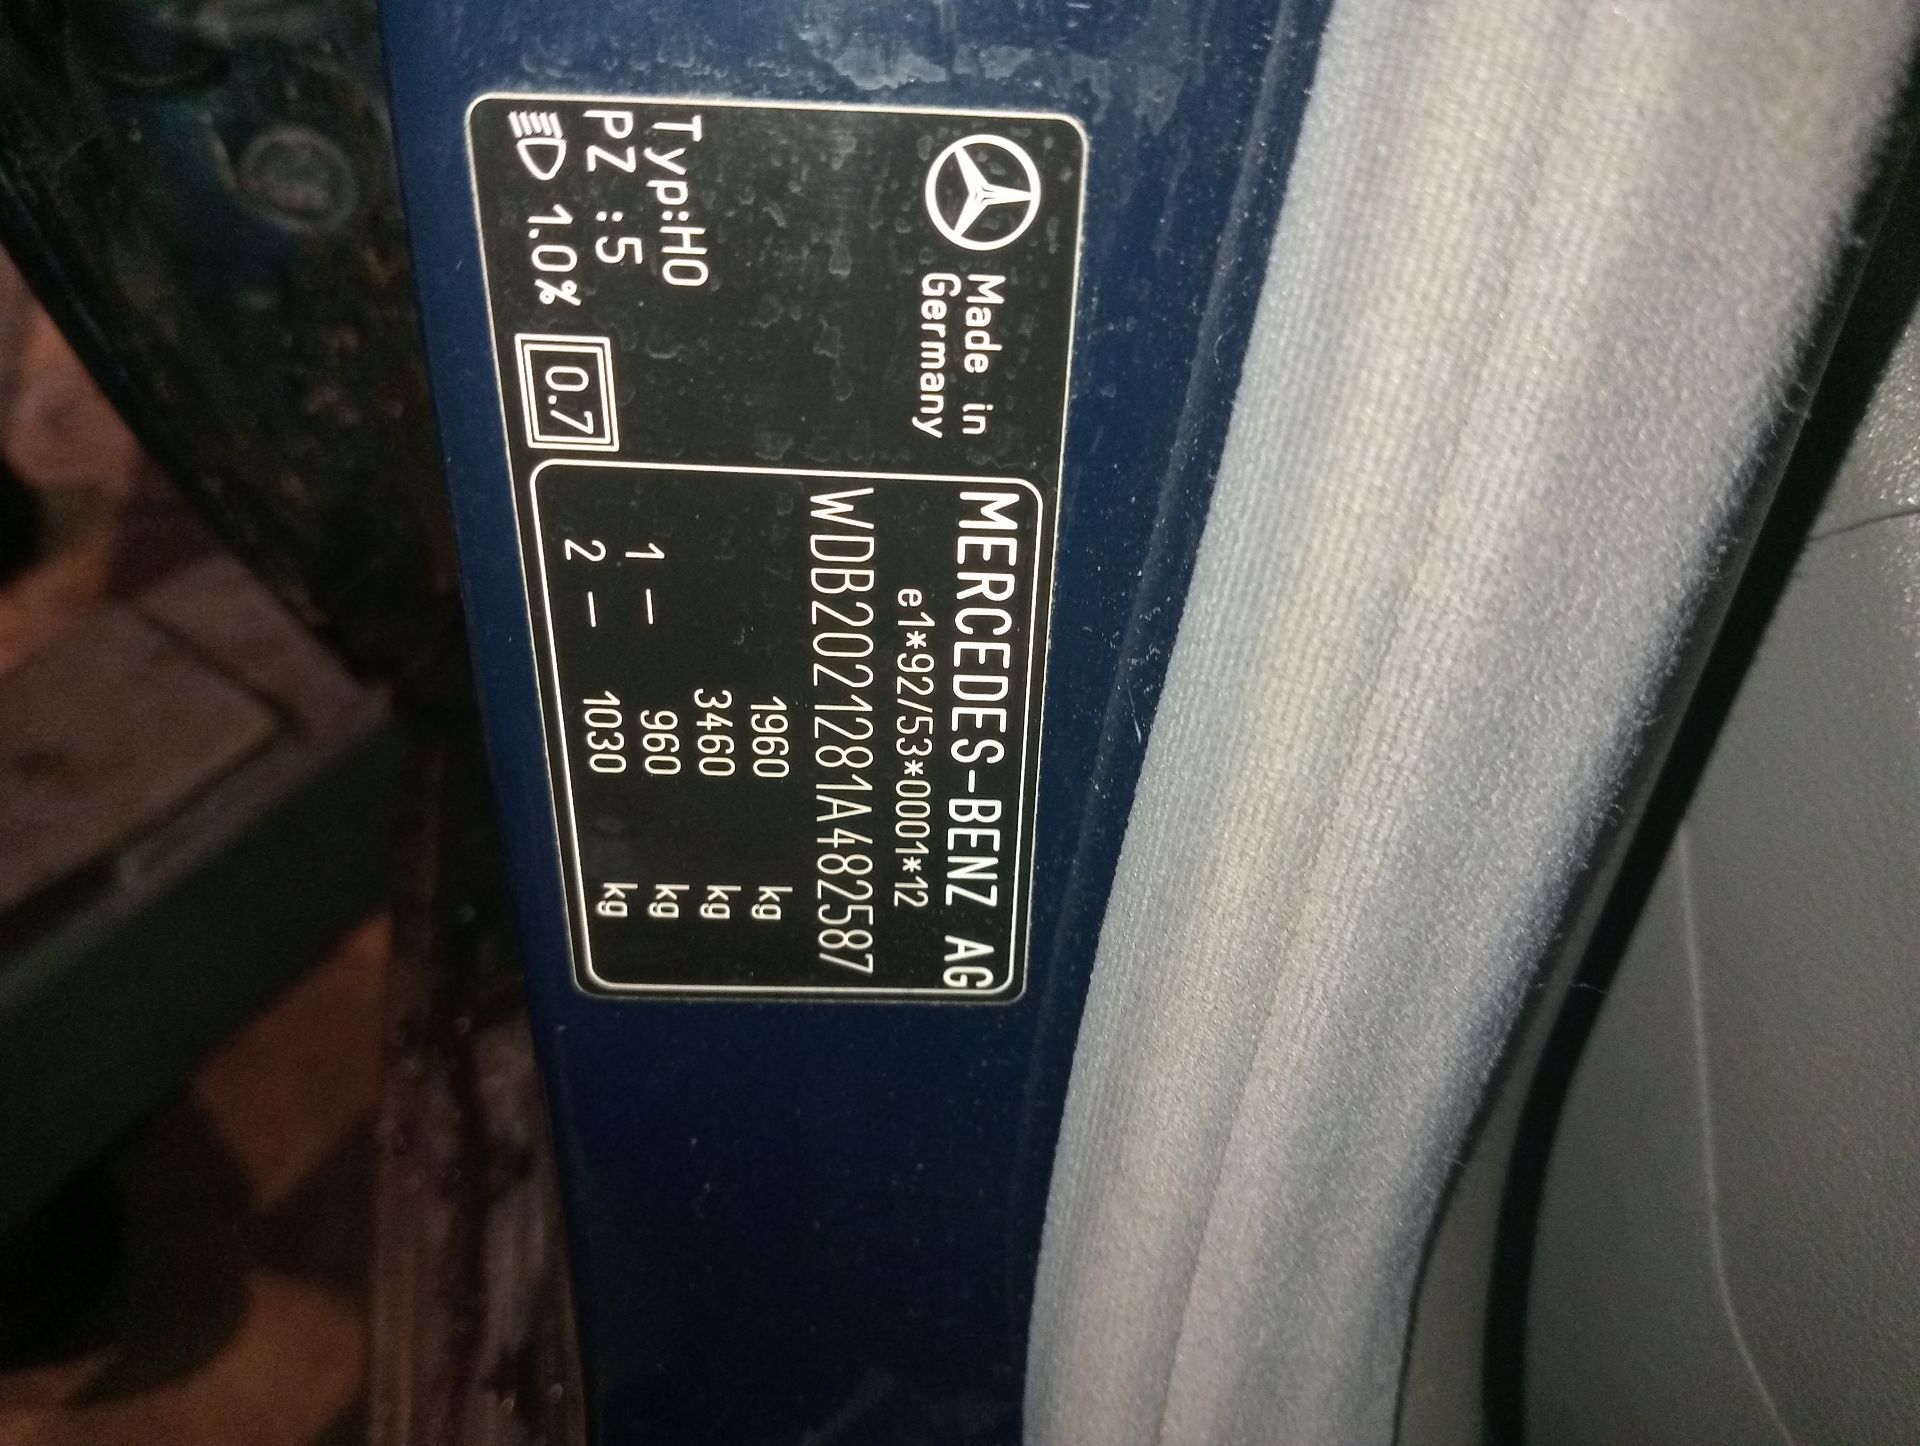 Made in
Germany
Typ:H0
PZ :5
1.0%
0.7
MERCEDES-BENZ AG
e1*92/53*0001*12
WDB2021281A482587
1960 kg
3460 kg
1 – 960 kg
2 – 1030 kg